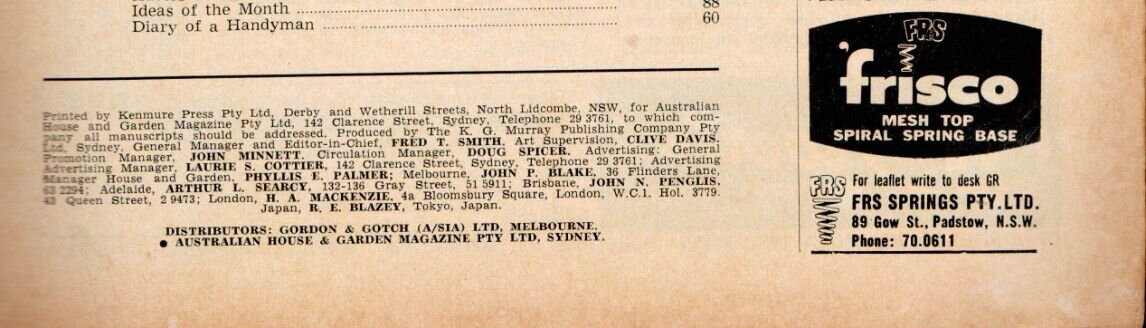 Ideas of the Month 88
Diary of a Handyman 60
Printed by Kenmure Press Pty Ltd, Derby and Wetherill Streets, North Lidcombe, NSW, for Australian
House and Garden Magazine Pty Ltd, 142 Clarence Street, Sydney, Telephone 29 3761, to which com-
pany all manuscripts should be addressed. Produced by The K. G. Murray Publishing Company Pty
Ltd, Sydney, General Manager and Editor-in-Chief, FRED T. SMITH, Art Supervision, CLIVE DAVIS,
Promotion Manager, JOHN MINNETT, Circulation Manager, DOUG SPICER, Advertising: General
Advertising Manager, LAURIE S. COTTIER, 142 Clarence Street, Sydney, Telephone 29 3761; Advertising
Manager House and Garden, PHYLLIS E. PALMER; Melbourne, JOHN P. BLAKE, 36 Flinders Lane,
63 2294; Adelaide, ARTHUR L. SEARCY, 132-136 Gray Street, 51 5911; Brisbane, JOHN N. PENGLIS,
43 Queen Street, 2 9473; London, H. A. MACKENZIE, 4a Bloomsbury Square, London, W.C.1. Hol. 3779.
Japan, R. E. BLAZEY, Tokyo, Japan.
DISTRIBUTORS: GORDON & GOTCH (A/SIA) LTD, MELBOURNE.
● AUSTRALIAN HOUSE & GARDEN MAGAZINE PTY LTD, SYDNEY.
FRS
'frisco
MESH TOP
SPIRAL SPRING BASE
FRS
For leaflet write to desk GR
FRS SPRINGS PTY. LTD.
89 Gow St., Padstow, N.S.W.
Phone: 70.0611